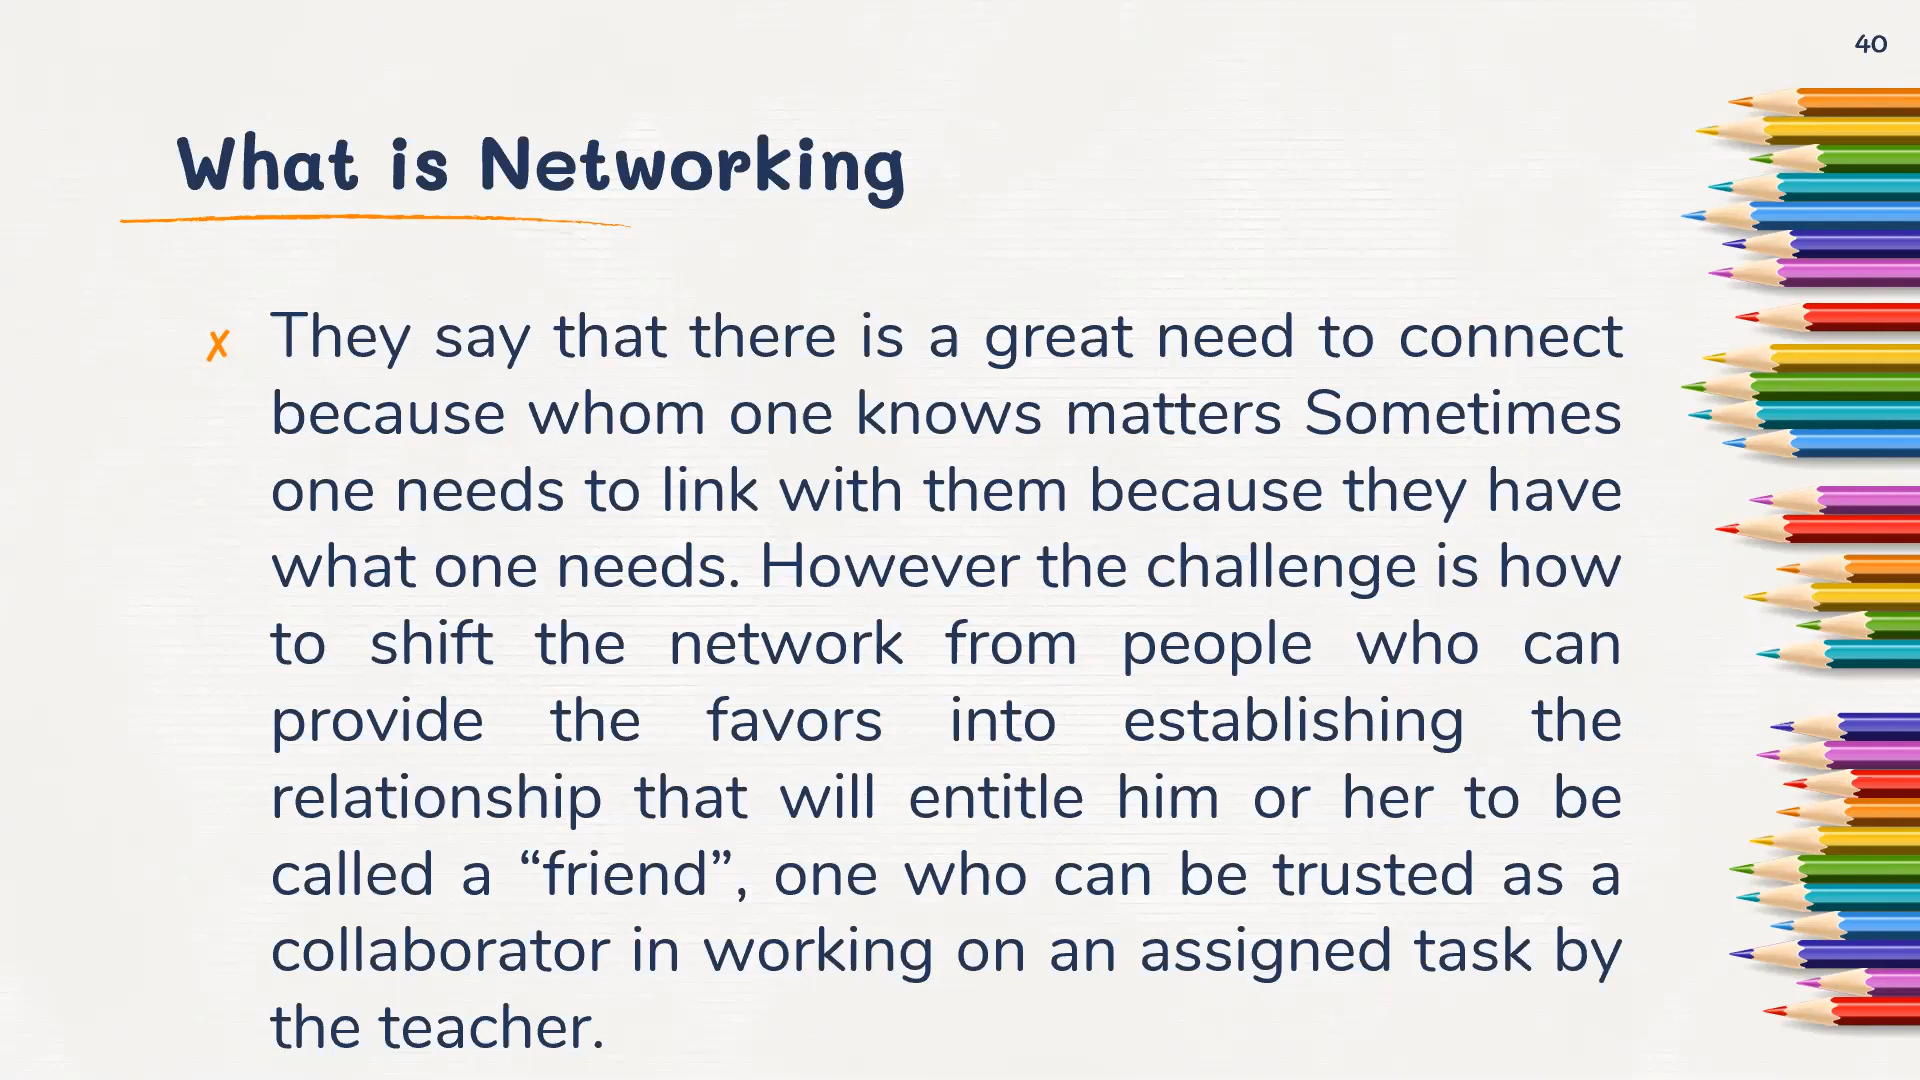 40
What is Networking
✗ They say that there is a great need to connect
because whom one knows matters Sometimes
one needs to link with them because they have
what one needs. However the challenge is how
to shift the network from people who can
provide the favors into establishing the
relationship that will entitle him or her to be
called a “friend”, one who can be trusted as a
collaborator in working on an assigned task by
the teacher.